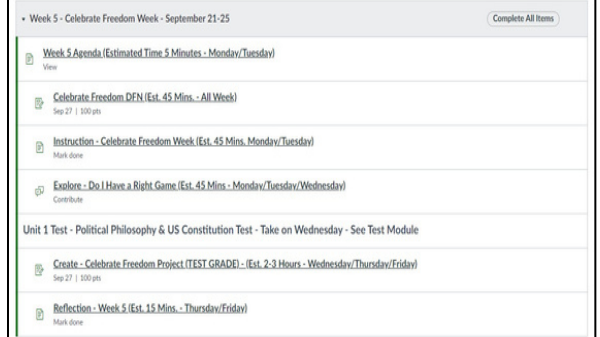 Week 5 - Celebrate Freedom Week - September 21-25
Complete All Items
Week 5 Agenda (Estimated Time 5 Minutes - Monday/Tuesday)
View
Celebrate Freedom DFN (Est. 45 Mins. - All Week)
Sep 27 | 100 pts
Instruction - Celebrate Freedom Week (Est. 45 Mins. Monday/Tuesday)
Mark done
Explore - Do I Have a Right Game (Est. 45 Mins - Monday/Tuesday/Wednesday)
Contribute
Unit 1 Test - Political Philosophy & US Constitution Test - Take on Wednesday - See Test Module
Create - Celebrate Freedom Project (TEST GRADE) - (Est. 2-3 Hours - Wednesday/Thursday/Friday)
Sep 27 | 100 pts
Reflection - Week 5 (Est. 15 Mins. - Thursday/Friday)
Mark done